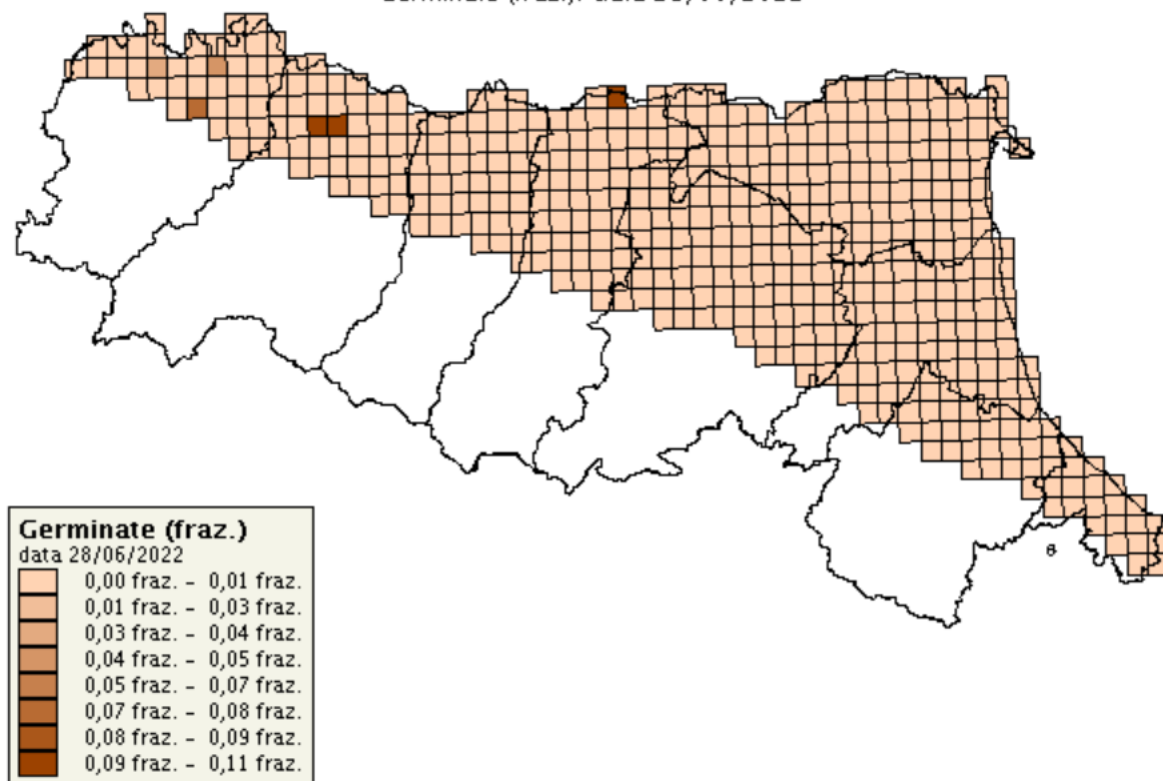 Germinate (fraz.)
data 28/06/2022
0,00 fraz. - 0,01 fraz.
0,01 fraz. - 0,03 fraz.
0,03 fraz. - 0,04 fraz.
0,04 fraz. - 0,05 fraz.
0,05 fraz. - 0,07 fraz.
0,07 fraz. - 0,08 fraz.
0,08 fraz. - 0,09 fraz.
0,09 fraz. - 0,11 fraz.